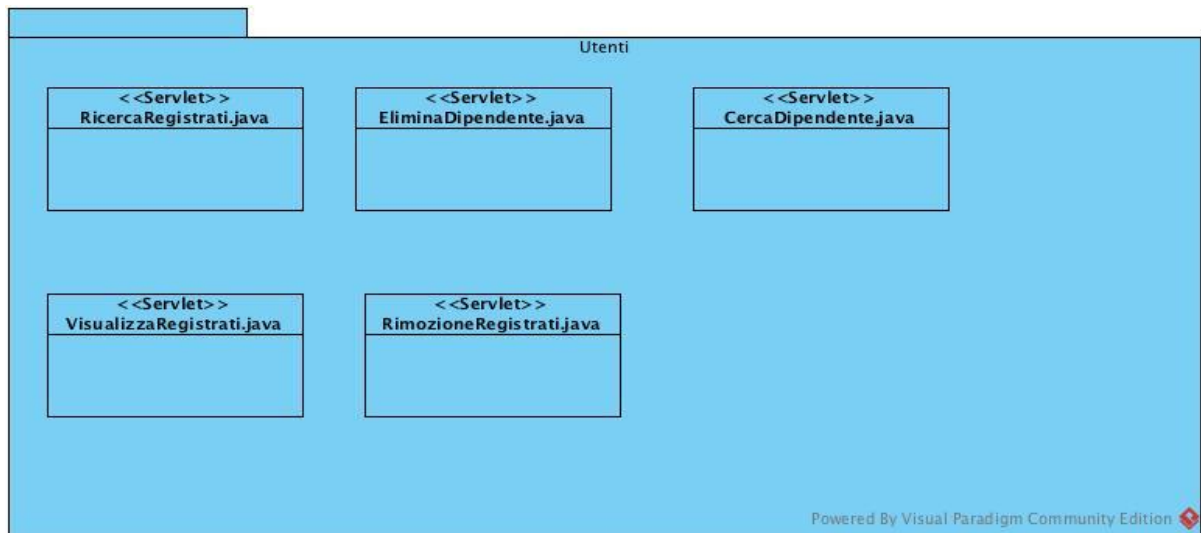 Utenti
<<Servlet>>
RicercaRegistrati.java
<<Servlet>>
EliminaDipendente.java
<<Servlet>>
CercaDipendente.java
<<Servlet>>
VisualizzaRegistrati.java
<<Servlet>>
RimozioneRegistrati.java
Powered By Visual Paradigm Community Edition